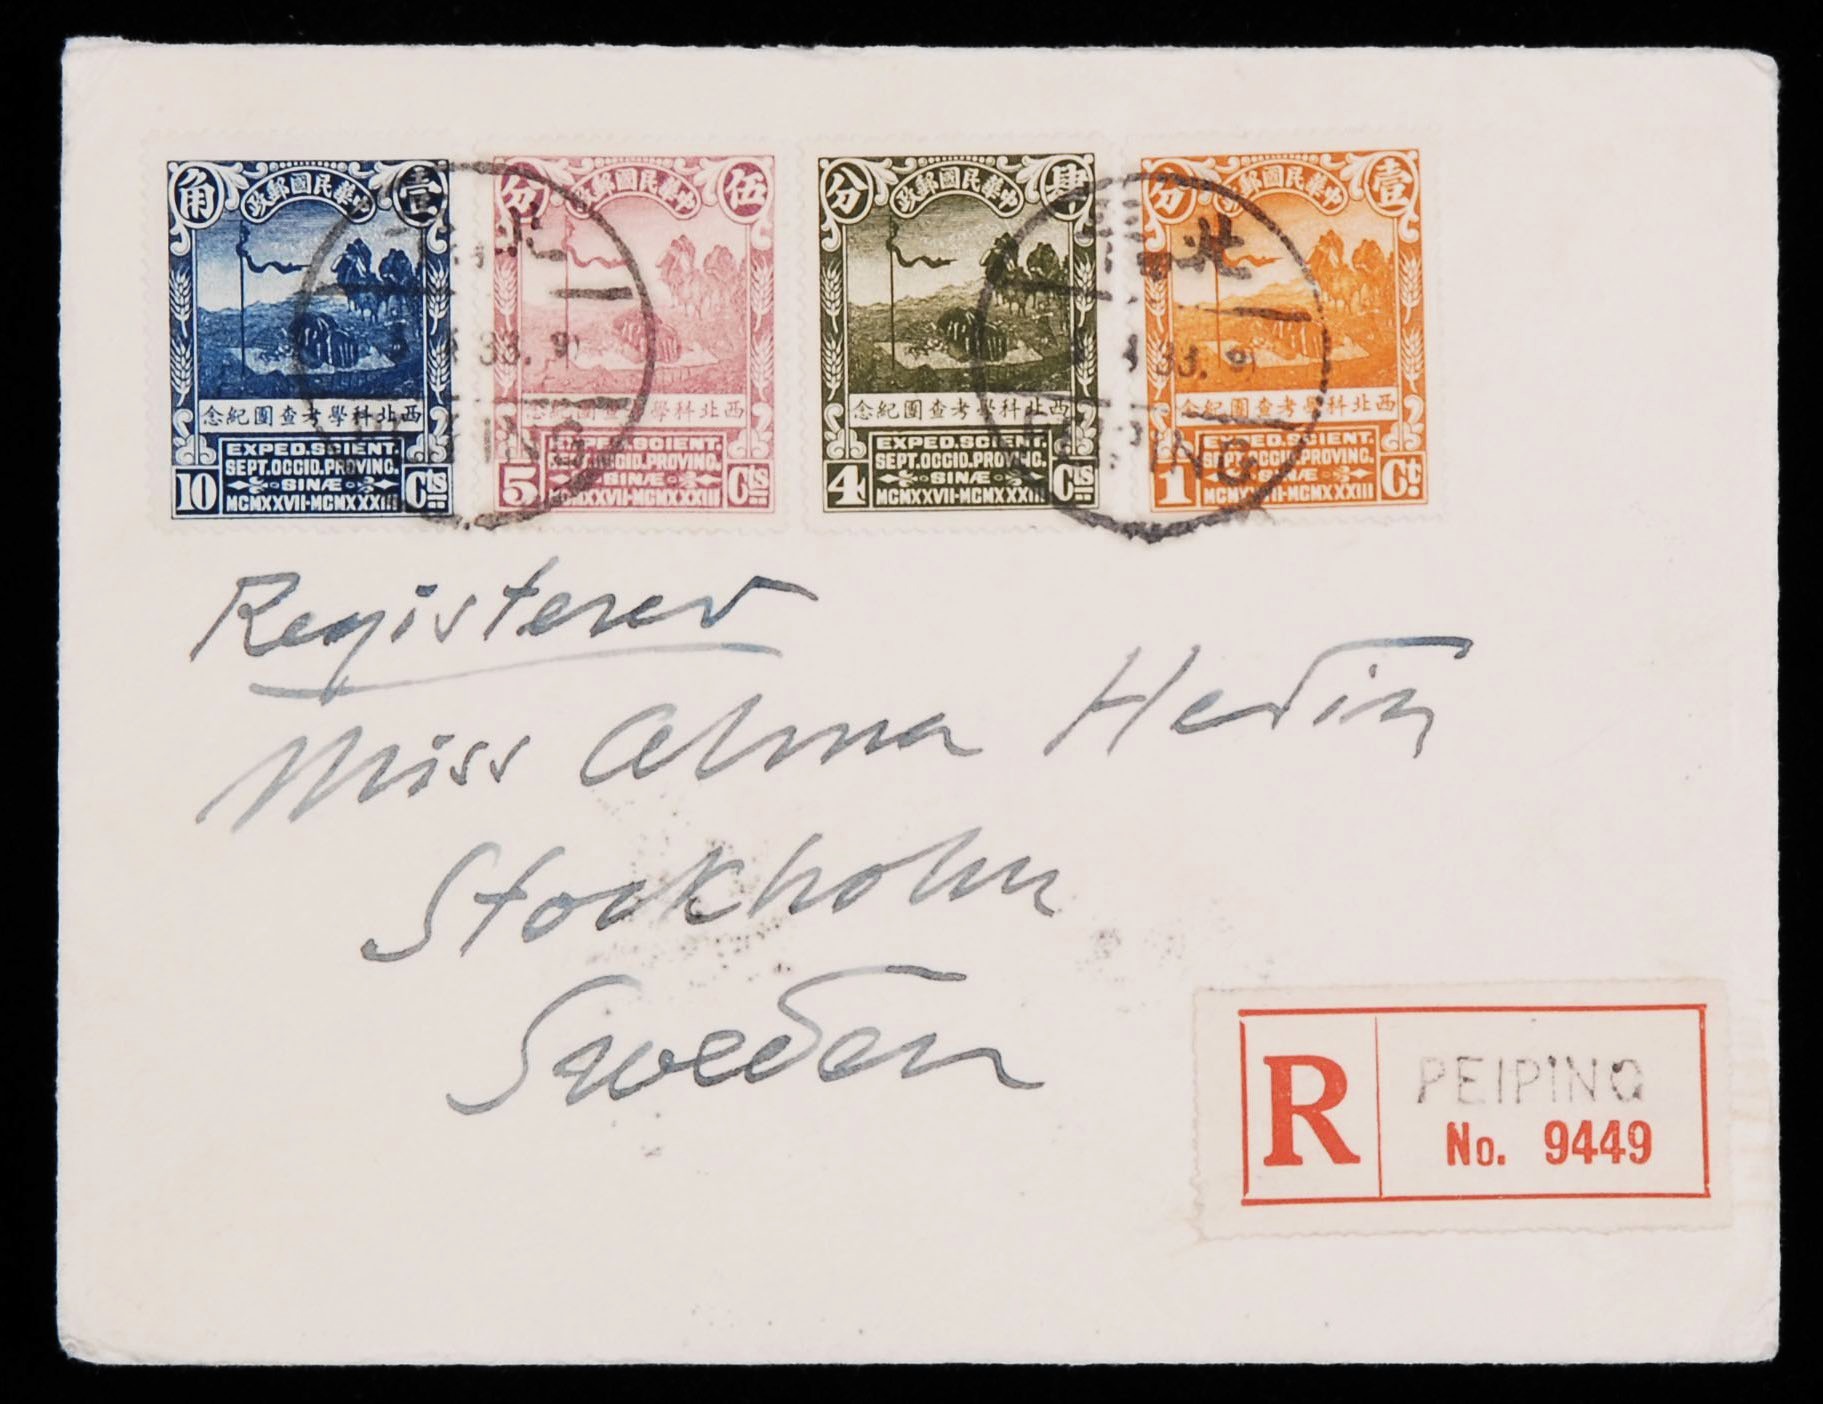 角 中華民國郵政 壹
西北科學考查團紀念
EXPED.SCIENT.
SEPT.OCCID.PROVINC.
SINÆ
10 MCMXXVII-MCMXXXIII Cts
分 中華民國郵政 伍
西北科學考查團紀念
EXPED.SCIENT.
SEPT.OCCID.PROVINC.
SINÆ
5 MCMXXVII-MCMXXXIII Cts
分 中華民國郵政 肆
西北科學考查團紀念
EXPED.SCIENT.
SEPT.OCCID.PROVINC.
SINÆ
4 MCMXXVII-MCMXXXIII Cts
分 中華民國郵政 壹
西北科學考查團紀念
EXPED.SCIENT.
SEPT.OCCID.PROVINC.
SINÆ
1 MCMXXVII-MCMXXXIII Ct.
北
33.
PEIPING
北
33.
PEIPING
Registered
Miss Alma Hedin
Stockholm
Sweden
R PEIPING
No. 9449